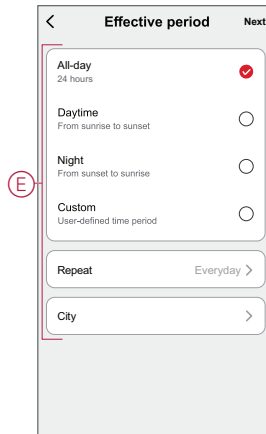 Effective period Next
All-day
24 hours
Daytime
From sunrise to sunset
Night
From sunset to sunrise
Custom
User-defined time period
E
Repeat Everyday >
City >